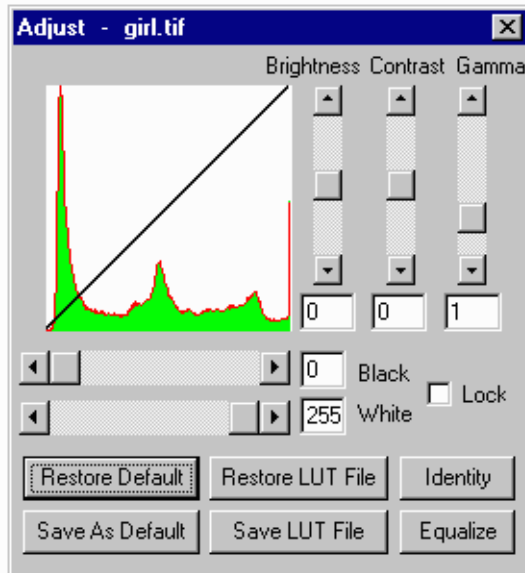 Adjust - girl.tif
Brightness Contrast Gamma
0 0 1
0 Black
255 White
Lock
Restore Default Restore LUT File Identity
Save As Default Save LUT File Equalize